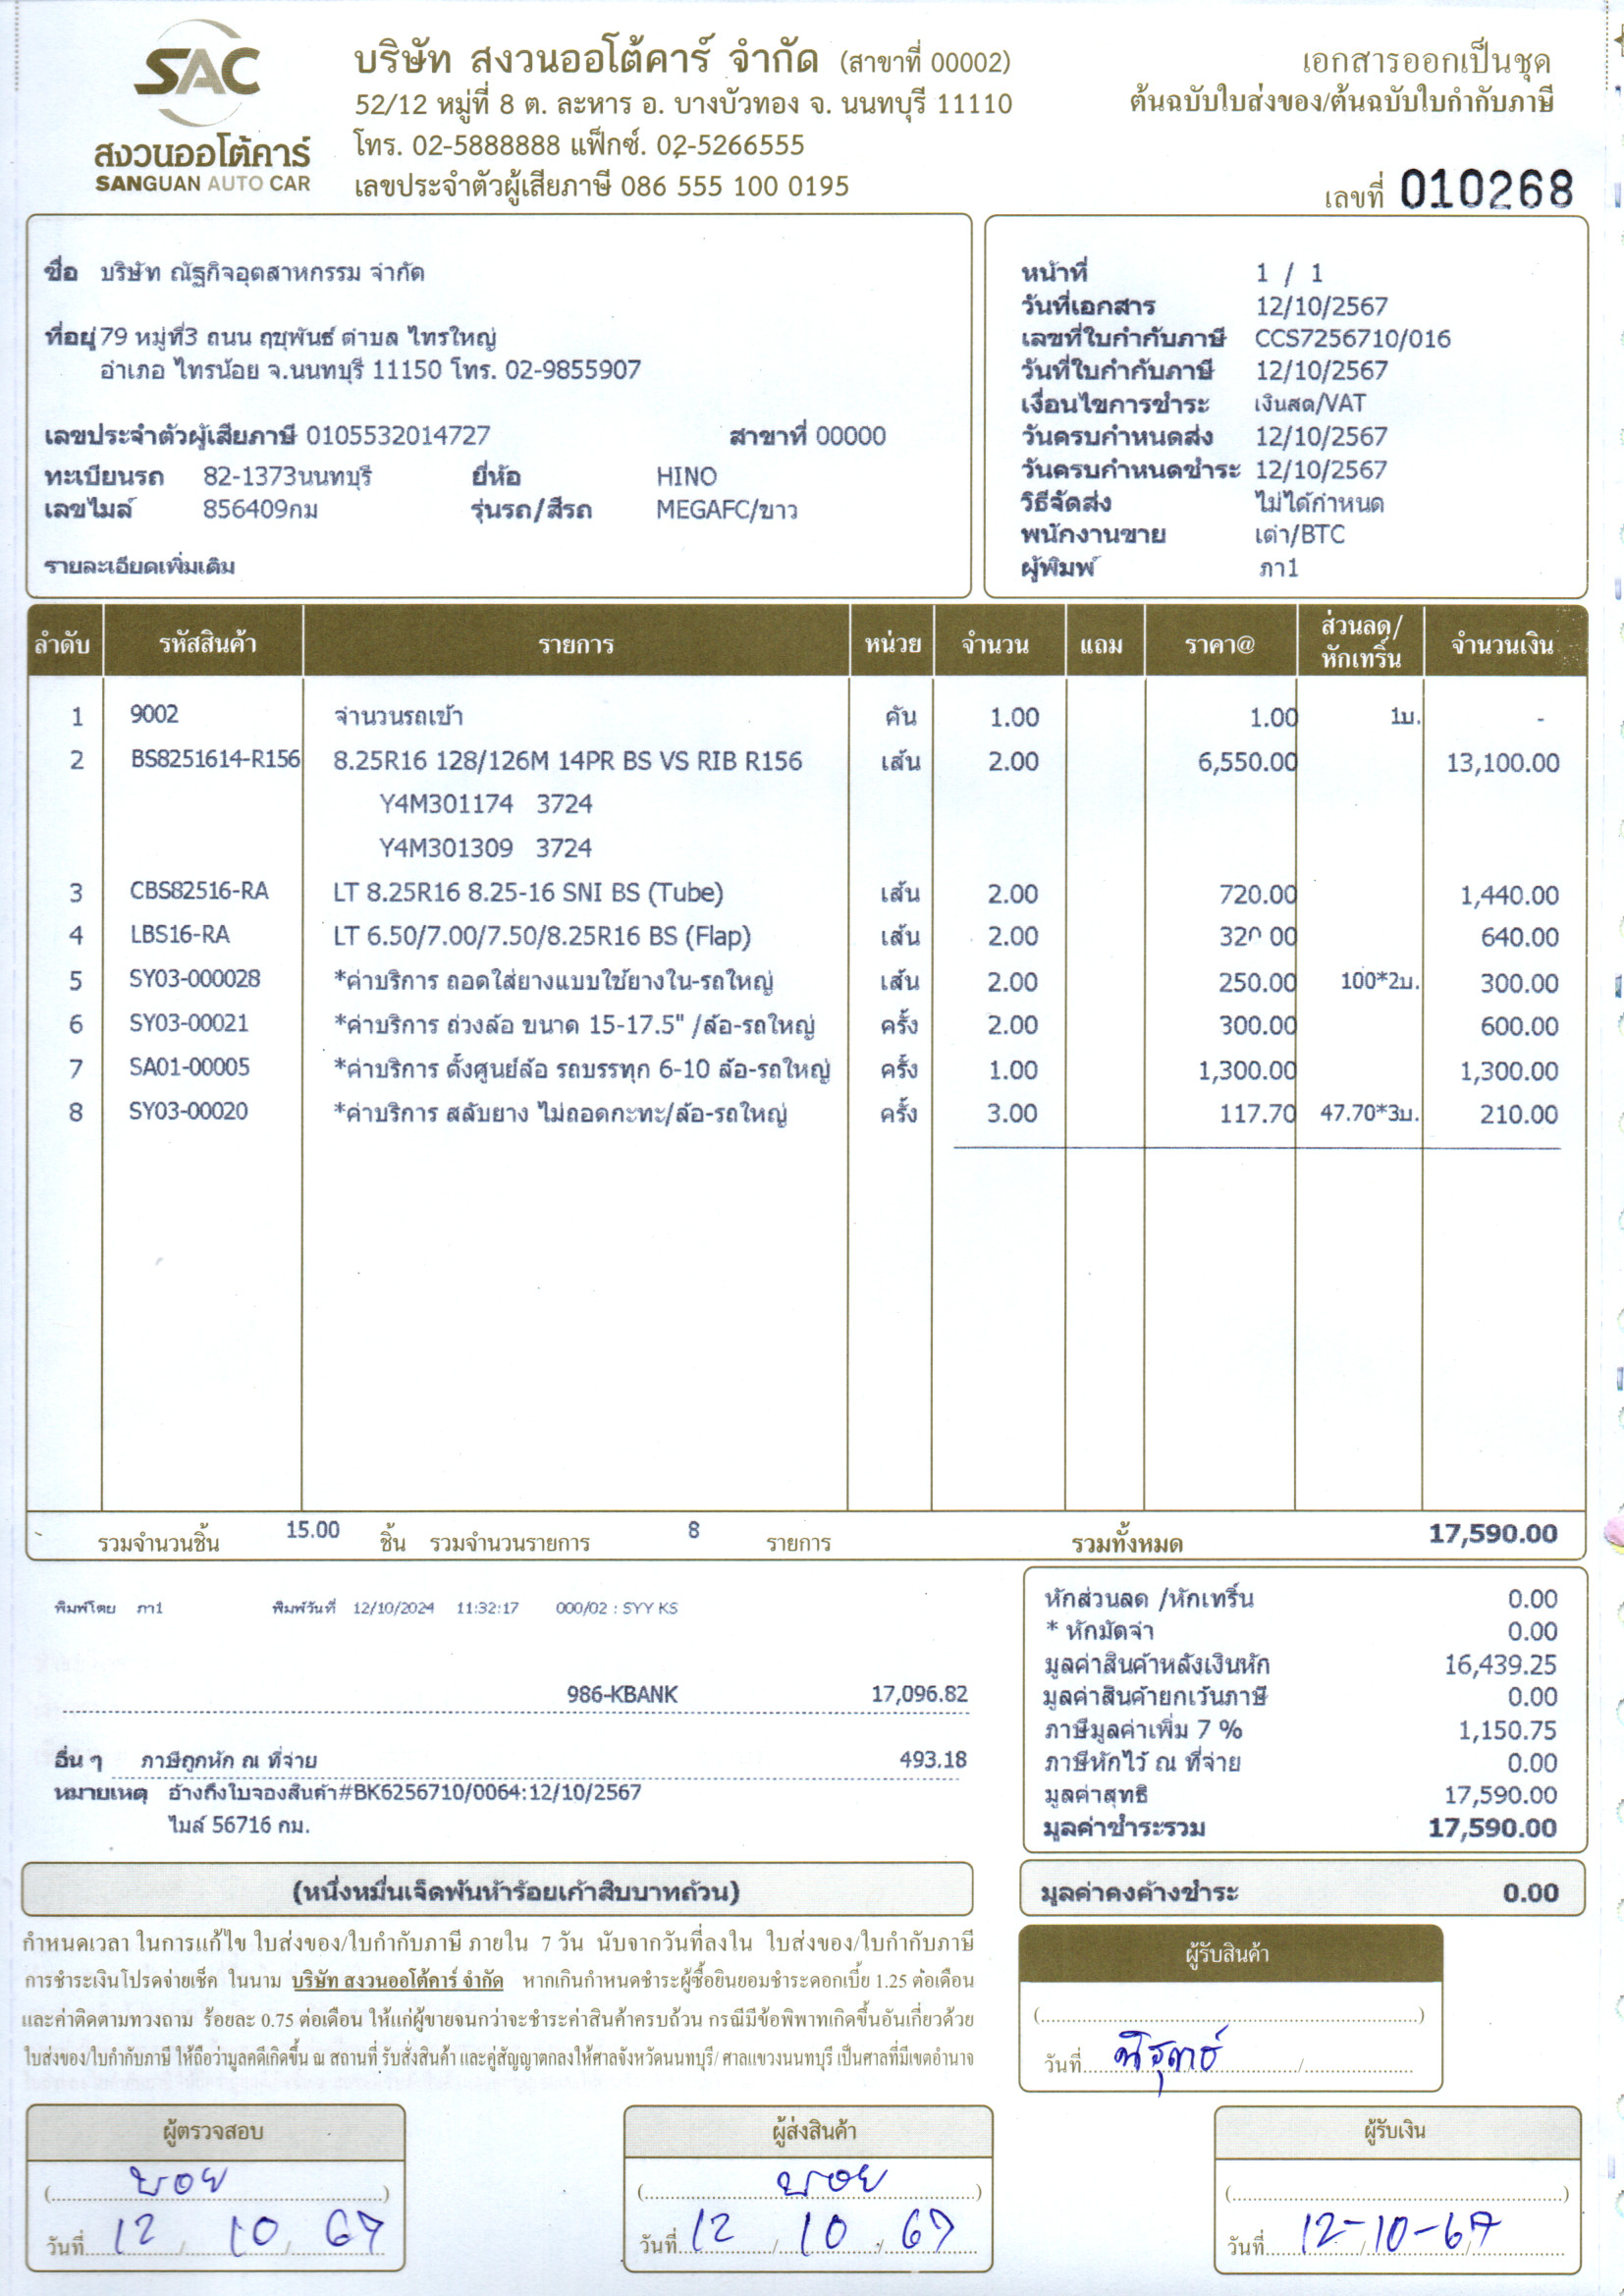 SAC
สงวนออโต้คาร์
SANGUAN AUTO CAR
บริษัท สงวนออโต้คาร์ จำกัด (สาขาที่ 00002)
52/12 หมู่ที่ 8 ต. ละหาร อ. บางบัวทอง จ. นนทบุรี 11110
โทร. 02-5888888 แฟ็กซ์. 02-5266555
เลขประจำตัวผู้เสียภาษี 086 555 100 0195
เอกสารออกเป็นชุด
ต้นฉบับใบส่งของ/ต้นฉบับใบกำกับภาษี
เลขที่ 010268
ชื่อ บริษัท ณัฐกิจอุตสาหกรรม จำกัด
ที่อยู่ 79 หมู่ที่3 ถนน ฤชุพันธ์ ตำบล ไทรใหญ่
อำเภอ ไทรน้อย จ.นนทบุรี 11150 โทร. 02-9855907
เลขประจำตัวผู้เสียภาษี 0105532014727 สาขาที่ 00000
ทะเบียนรถ 82-1373นนทบุรี ยี่ห้อ HINO
เลขไมล์ 856409กม รุ่นรถ/สีรถ MEGAFC/ขาว
รายละเอียดเพิ่มเติม
หน้าที่ 1 / 1
วันที่เอกสาร 12/10/2567
เลขที่ใบกำกับภาษี CCS7256710/016
วันที่ใบกำกับภาษี 12/10/2567
เงื่อนไขการชำระ เงินสด/VAT
วันครบกำหนดส่ง 12/10/2567
วันครบกำหนดชำระ 12/10/2567
วิธีจัดส่ง ไม่ได้กำหนด
พนักงานขาย เต่า/BTC
ผู้พิมพ์ ภา1
ลำดับ รหัสสินค้า รายการ หน่วย จำนวน แถม ราคา@ ส่วนลด/หักเทริ์น จำนวนเงิน
1 9002 จำนวนรถเข้า คัน 1.00 1.00 1บ. -
2 BS8251614-R156 8.25R16 128/126M 14PR BS VS RIB R156 เส้น 2.00 6,550.00 13,100.00
Y4M301174 3724
Y4M301309 3724
3 CBS82516-RA LT 8.25R16 8.25-16 SNI BS (Tube) เส้น 2.00 720.00 1,440.00
4 LBS16-RA LT 6.50/7.00/7.50/8.25R16 BS (Flap) เส้น 2.00 320.00 640.00
5 SY03-000028 *ค่าบริการ ถอดใส่ยางแบบใช้ยางใน-รถใหญ่ เส้น 2.00 250.00 100*2บ. 300.00
6 SY03-00021 *ค่าบริการ ถ่วงล้อ ขนาด 15-17.5" /ล้อ-รถใหญ่ ครั้ง 2.00 300.00 600.00
7 SA01-00005 *ค่าบริการ ตั้งศูนย์ล้อ รถบรรทุก 6-10 ล้อ-รถใหญ่ ครั้ง 1.00 1,300.00 1,300.00
8 SY03-00020 *ค่าบริการ สลับยาง ไม่ถอดกะทะ/ล้อ-รถใหญ่ ครั้ง 3.00 117.70 47.70*3บ. 210.00
รวมจำนวนชิ้น 15.00 ชิ้น รวมจำนวนรายการ 8 รายการ รวมทั้งหมด 17,590.00
พิมพ์โดย ภา1 พิมพ์วันที่ 12/10/2024 11:32:17 000/02 : SYY KS
986-KBANK 17,096.82
อื่น ๆ ภาษีถูกหัก ณ ที่จ่าย 493.18
หมายเหตุ อ้างถึงใบจองสินค้า#BK6256710/0064:12/10/2567
ไมล์ 56716 กม.
หักส่วนลด /หักเทริ์น 0.00
* หักมัดจำ 0.00
มูลค่าสินค้าหลังเงินหัก 16,439.25
มูลค่าสินค้ายกเว้นภาษี 0.00
ภาษีมูลค่าเพิ่ม 7 % 1,150.75
ภาษีหักไว้ ณ ที่จ่าย 0.00
มูลค่าสุทธิ 17,590.00
มูลค่าชำระรวม 17,590.00
(หนึ่งหมื่นเจ็ดพันห้าร้อยเก้าสิบบาทถ้วน)
มูลค่าคงค้างชำระ 0.00
กำหนดเวลา ในการแก้ไข ใบส่งของ/ใบกำกับภาษี ภายใน 7 วัน นับจากวันที่ลงใน ใบส่งของ/ใบกำกับภาษี
การชำระเงินโปรดจ่ายเช็ค ในนาม บริษัท สงวนออโต้คาร์ จำกัด หากเกินกำหนดชำระผู้ซื้อยินยอมชำระดอกเบี้ย 1.25 ต่อเดือน
และค่าติดตามทวงถาม ร้อยละ 0.75 ต่อเดือน ให้แก่ผู้ขายจนกว่าจะชำระค่าสินค้าครบถ้วน กรณีมีข้อพิพาทเกิดขึ้นอันเกี่ยวด้วย
ใบส่งของ/ใบกำกับภาษี ให้ถือว่ามูลคดีเกิดขึ้น ณ สถานที่ รับสั่งสินค้า และคู่สัญญาตกลงให้ศาลจังหวัดนนทบุรี/ ศาลแขวงนนทบุรี เป็นศาลที่มีเขตอำนาจ
ผู้รับสินค้า
วันที่
ผู้ตรวจสอบ
วันที่ 12 / 10 / 67
ผู้ส่งสินค้า
วันที่ 12 / 10 / 67
ผู้รับเงิน
วันที่ 12-10-67